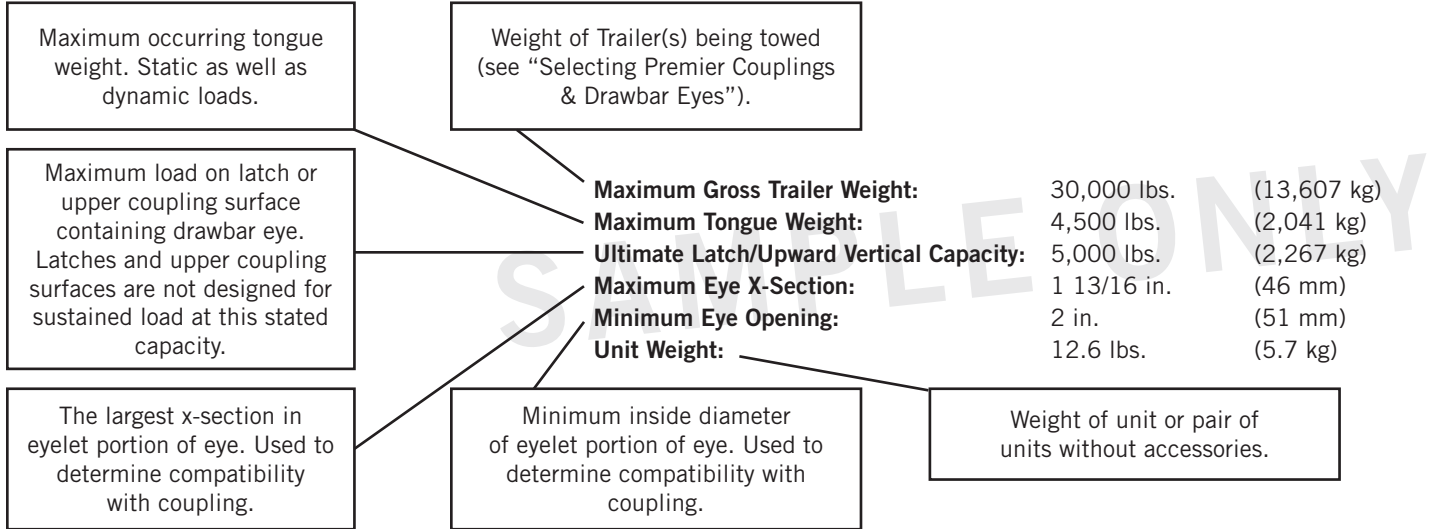 Maximum occurring tongue
weight. Static as well as
dynamic loads.
Weight of Trailer(s) being towed
(see “Selecting Premier Couplings
& Drawbar Eyes”).
Maximum load on latch or
upper coupling surface
containing drawbar eye.
Latches and upper coupling
surfaces are not designed for
sustained load at this stated
capacity.
Maximum Gross Trailer Weight: 30,000 lbs. (13,607 kg)
Maximum Tongue Weight: 4,500 lbs. (2,041 kg)
Ultimate Latch/Upward Vertical Capacity: 5,000 lbs. (2,267 kg)
Maximum Eye X-Section: 1 13/16 in. (46 mm)
Minimum Eye Opening: 2 in. (51 mm)
Unit Weight: 12.6 lbs. (5.7 kg)
SAMPLE ONLY
The largest x-section in
eyelet portion of eye. Used to
determine compatibility
with coupling.
Minimum inside diameter
of eyelet portion of eye. Used to
determine compatibility with
coupling.
Weight of unit or pair of
units without accessories.